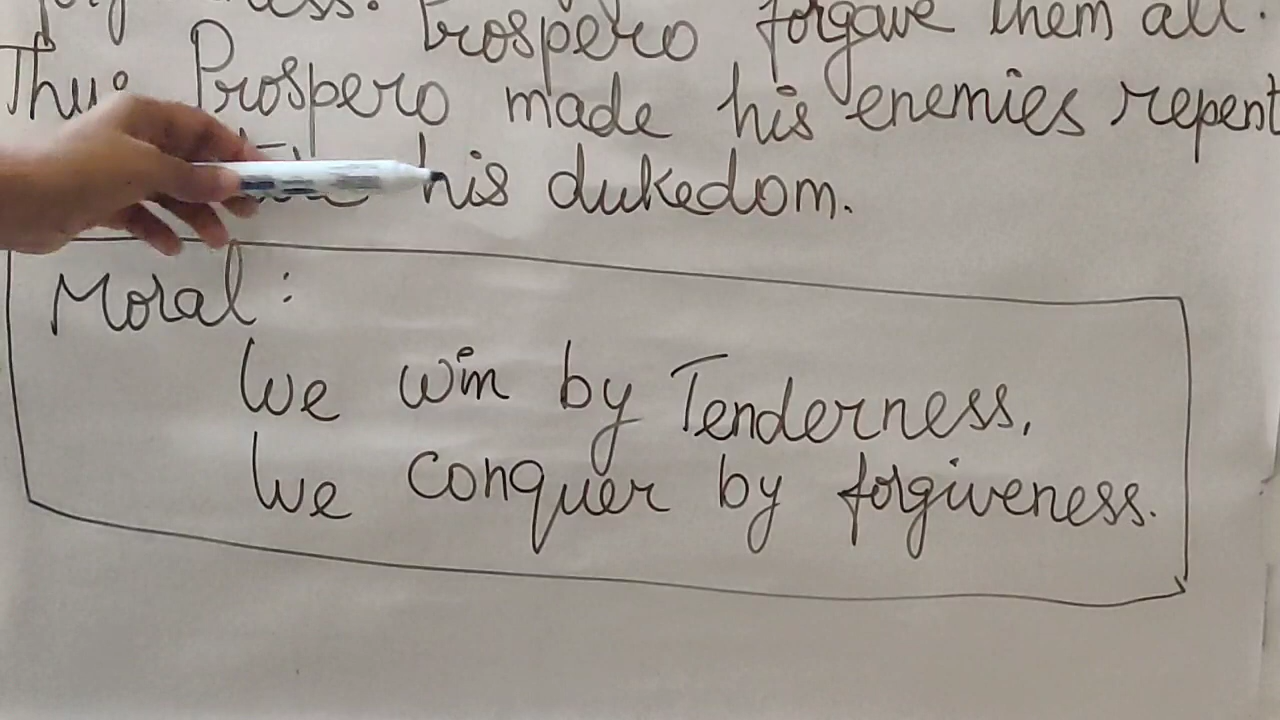 Prospero forgave them all.
Thus Prospero made his enemies repent
his dukedom.
Moral:
We win by Tenderness.
We conquer by forgiveness.